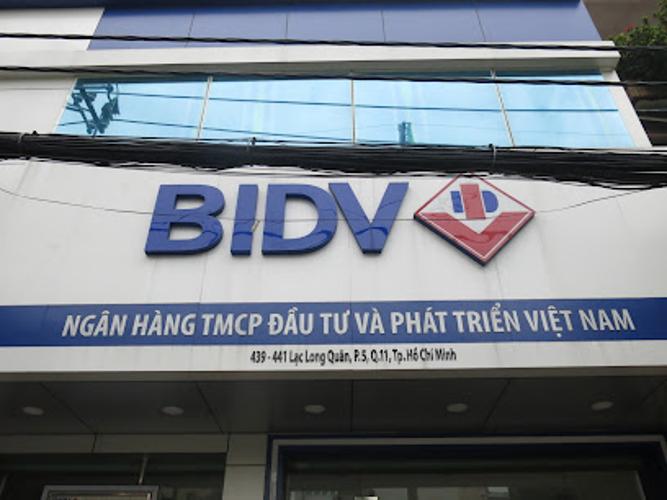 BIDV
NGÂN HÀNG TMCP ĐẦU TƯ VÀ PHÁT TRIỂN VIỆT NAM
439 - 441 Lạc Long Quân, P.5, Q.11, Tp. Hồ Chí Minh